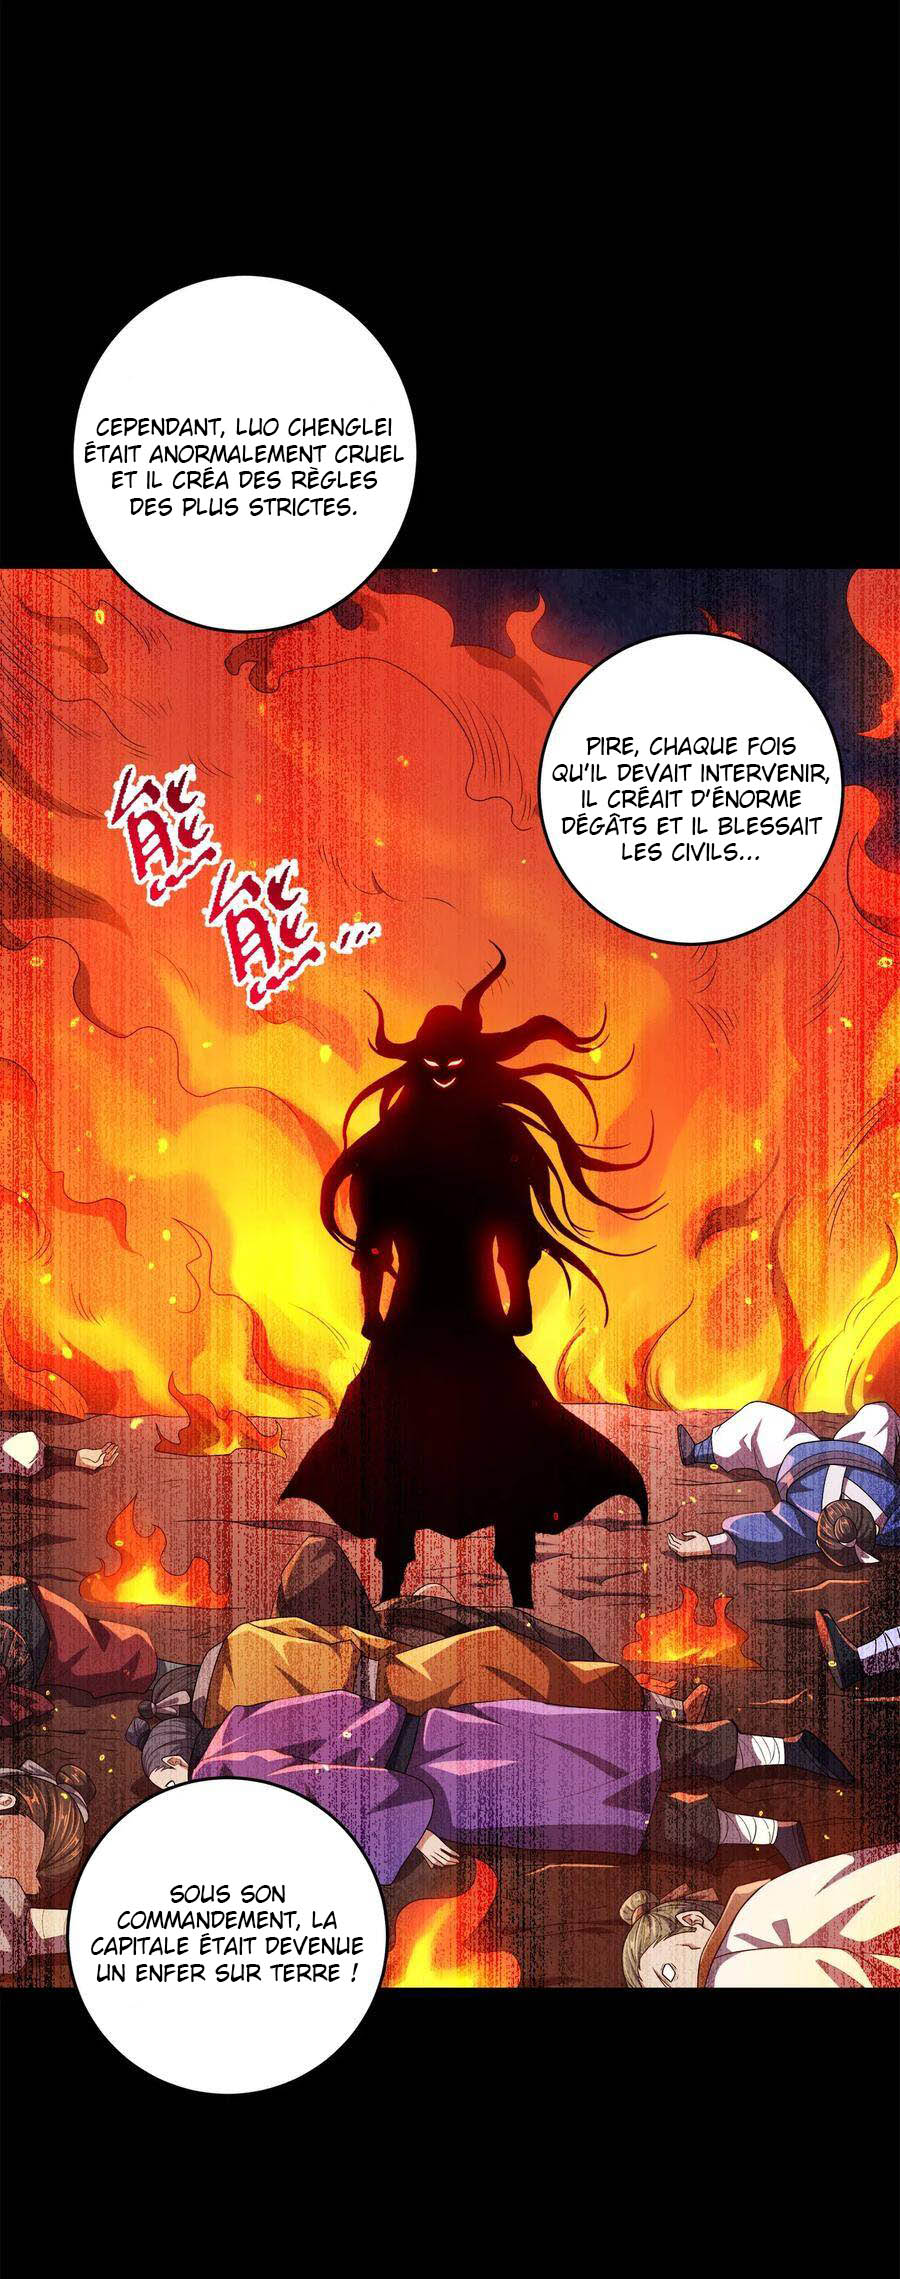 CEPENDANT, LUO CHENGLEI
ÉTAIT ANORMALEMENT CRUEL
ET IL CRÉA DES RÈGLES
DES PLUS STRICTES.
PIRE, CHAQUE FOIS
QU'IL DEVAIT INTERVENIR,
IL CRÉAIT D'ÉNORME
DÉGÂTS ET IL BLESSAIT
LES CIVILS...
熊
熊...
SOUS SON
COMMANDEMENT, LA
CAPITALE ÉTAIT DEVENUE
UN ENFER SUR TERRE !